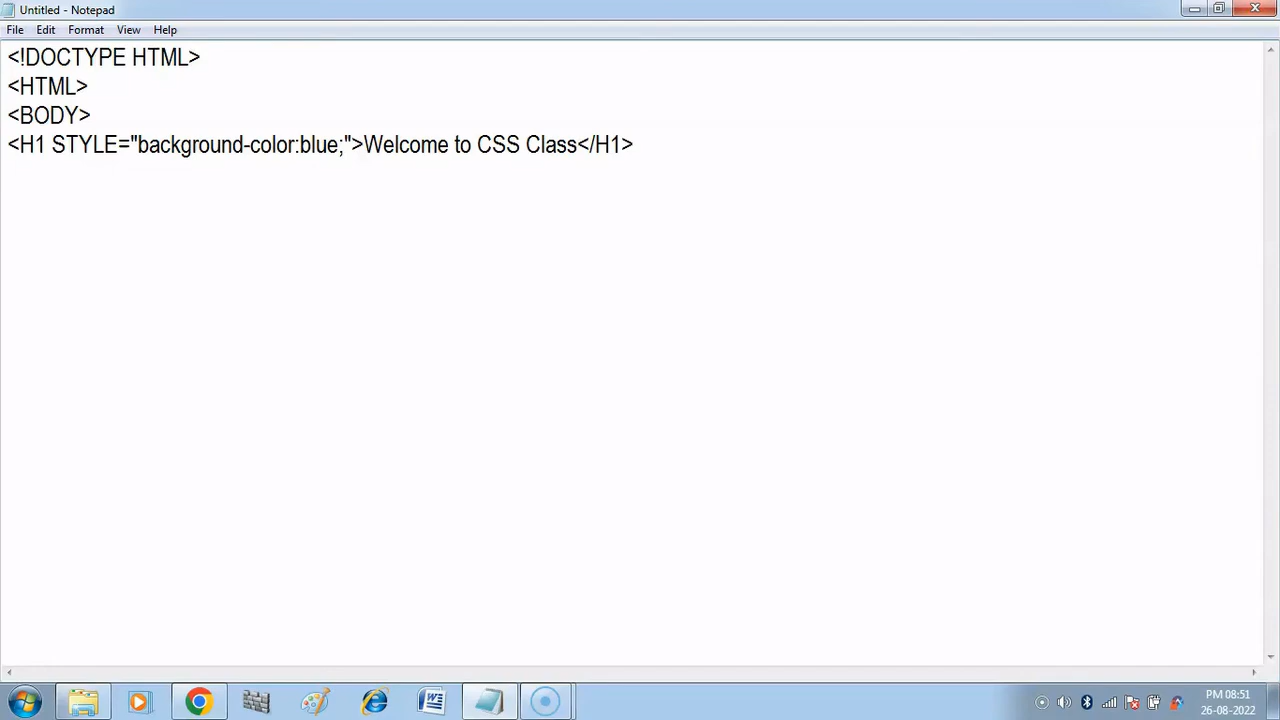 Untitled - Notepad
File Edit Format View Help
<!DOCTYPE HTML>
<HTML>
<BODY>
<H1 STYLE="background-color:blue;">Welcome to CSS Class</H1>
PM 08:51
26-08-2022